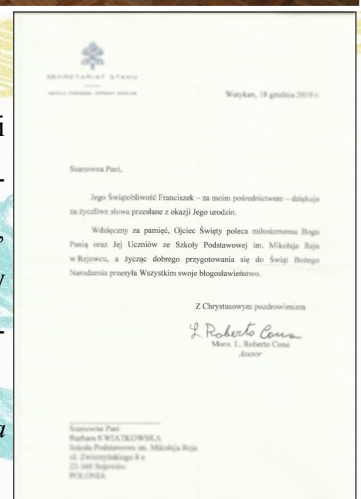 SEKRETARIAT STANU
Watykan, 18 grudnia 2019 r.
Szanowna Pani,
Jego Świątobliwość Franciszek – za moim pośrednictwem – dziękuje
za życzliwe słowa przesłane z okazji Jego urodzin.
Wdzięczny za pamięć, Ojciec Święty poleca miłosiernemu Bogu
Panią oraz Jej Uczniów ze Szkoły Podstawowej im. Mikołaja Reja
w Rejowcu, a życząc dobrego przygotowania się do Świąt Bożego
Narodzenia przesyła Wszystkim swoje błogosławieństwo.
Z Chrystusowym pozdrowieniem
L Roberto Cona
Mons. L. Roberto Cona
Asesor
Szanowna Pani
Barbara KWIATKOWSKA
Szkoła Podstawowa im. Mikołaja Reja
22-360 Rejowiec
POLONIA